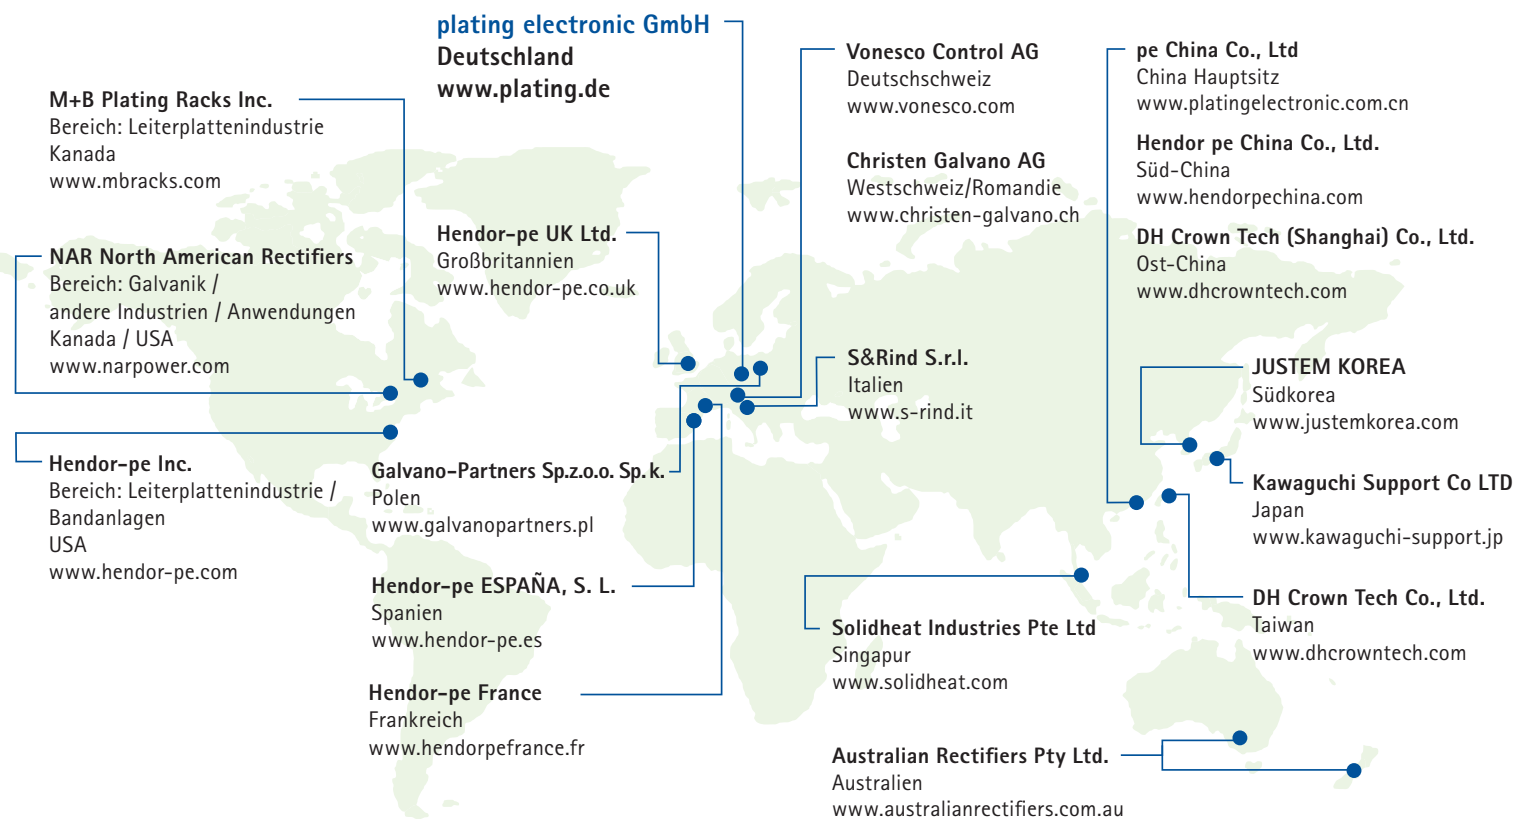 plating electronic GmbH
Deutschland
www.plating.de
M+B Plating Racks Inc.
Bereich: Leiterplattenindustrie
Kanada
www.mbracks.com
NAR North American Rectifiers
Bereich: Galvanik /
andere Industrien / Anwendungen
Kanada / USA
www.narpower.com
Hendor-pe Inc.
Bereich: Leiterplattenindustrie /
Bandanlagen
USA
www.hendor-pe.com
Hendor-pe UK Ltd.
Großbritannien
www.hendor-pe.co.uk
Galvano-Partners Sp.z.o.o. Sp.k.
Polen
www.galvanopartners.pl
Hendor-pe ESPAÑA, S. L.
Spanien
www.hendor-pe.es
Hendor-pe France
Frankreich
www.hendorpefrance.fr
Vonesco Control AG
Deutschschweiz
www.vonesco.com
Christen Galvano AG
Westschweiz/Romandie
www.christen-galvano.ch
S&Rind S.r.l.
Italien
www.s-rind.it
Solidheat Industries Pte Ltd
Singapur
www.solidheat.com
Australian Rectifiers Pty Ltd.
Australien
www.australianrectifiers.com.au
pe China Co., Ltd
China Hauptsitz
www.platingelectronic.com.cn
Hendor pe China Co., Ltd.
Süd-China
www.hendorpechina.com
DH Crown Tech (Shanghai) Co., Ltd.
Ost-China
www.dhcrowntech.com
JUSTEM KOREA
Südkorea
www.justemkorea.com
Kawaguchi Support Co LTD
Japan
www.kawaguchi-support.jp
DH Crown Tech Co., Ltd.
Taiwan
www.dhcrowntech.com